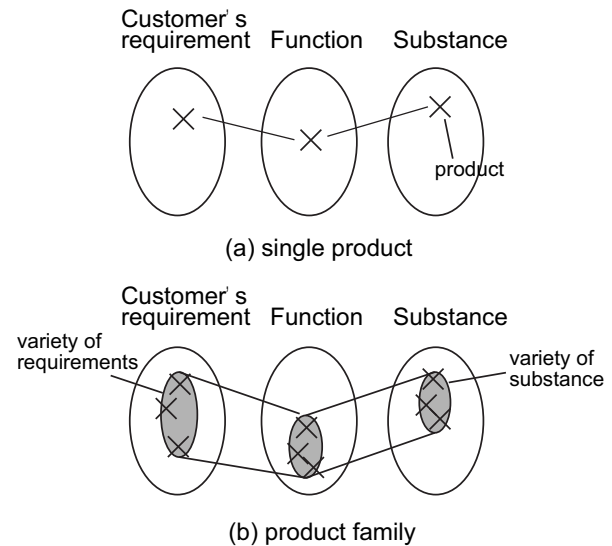 Customer's
requirement Function Substance
product
(a) single product
Customer's
requirement Function Substance
variety of
requirements
variety of
substance
(b) product family